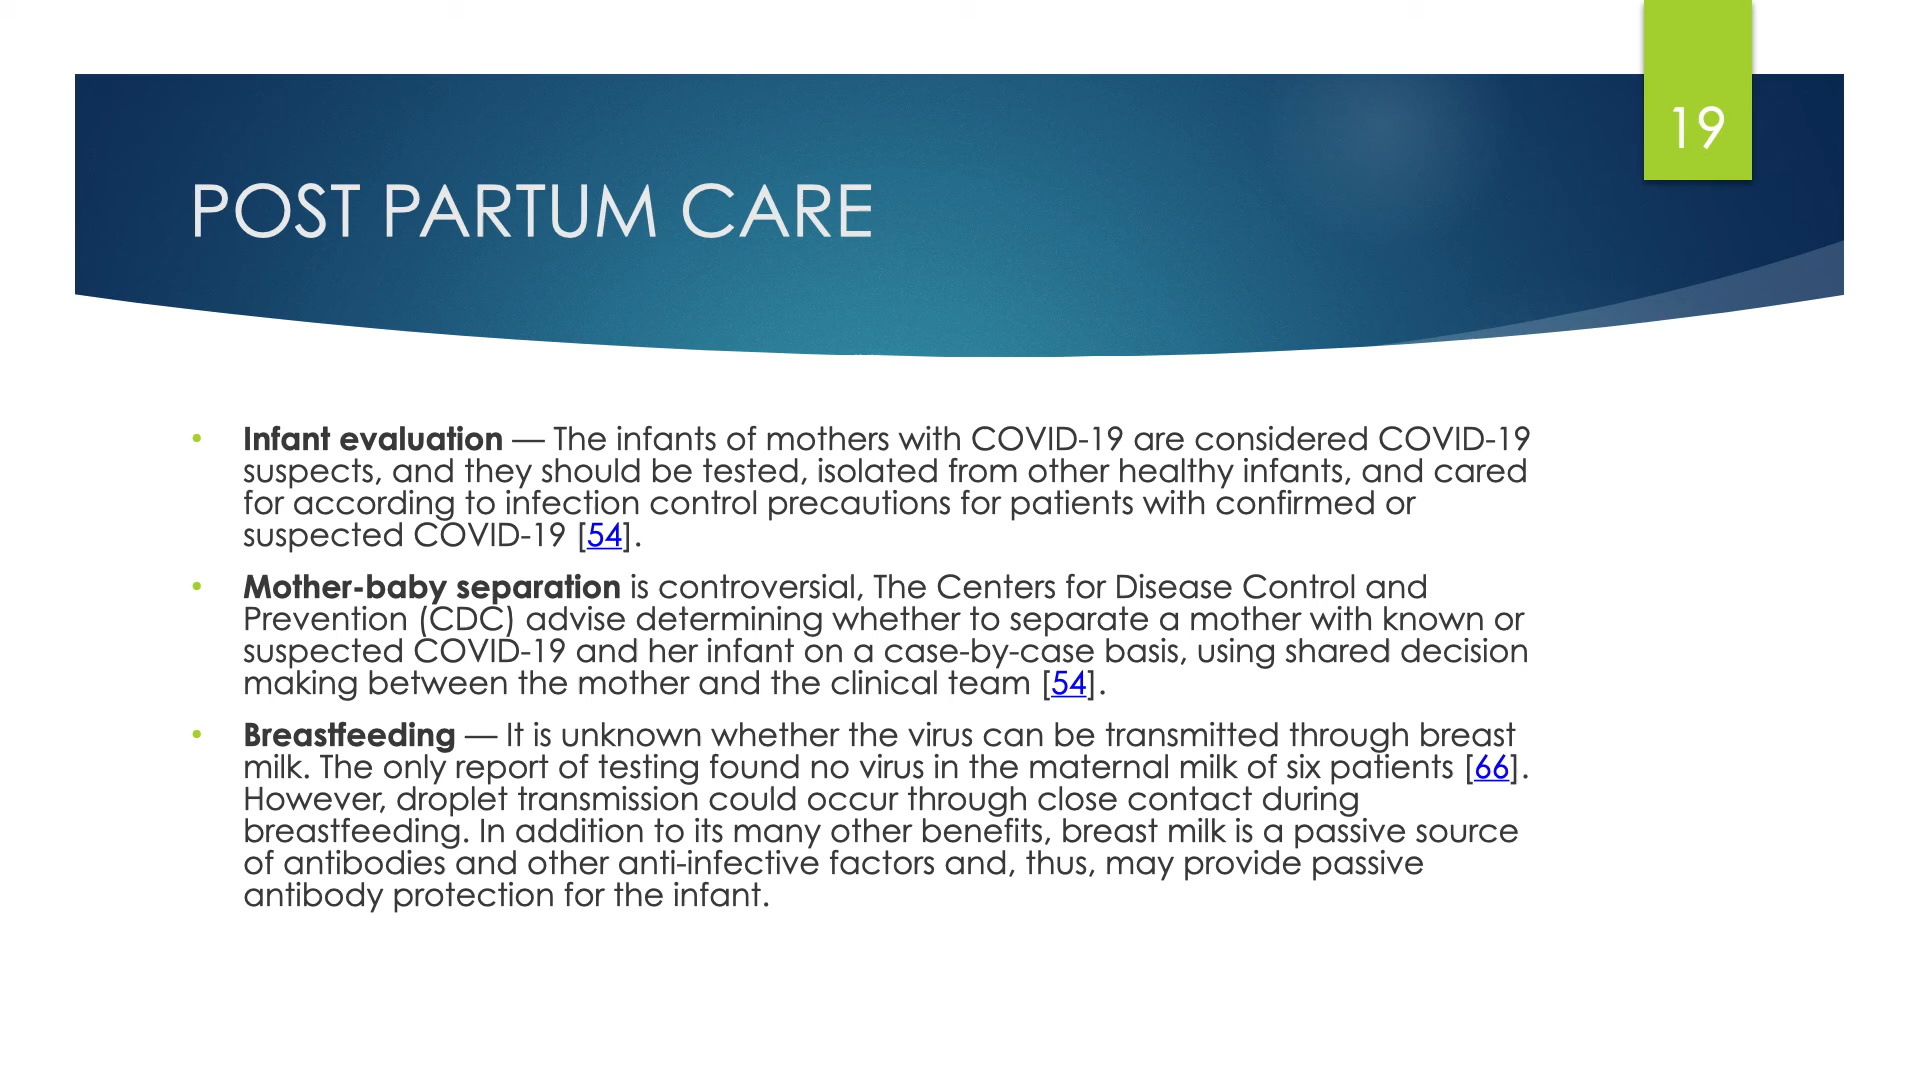 19
POST PARTUM CARE
• Infant evaluation — The infants of mothers with COVID-19 are considered COVID-19
suspects, and they should be tested, isolated from other healthy infants, and cared
for according to infection control precautions for patients with confirmed or
suspected COVID-19 [54].
• Mother-baby separation is controversial, The Centers for Disease Control and
Prevention (CDC) advise determining whether to separate a mother with known or
suspected COVID-19 and her infant on a case-by-case basis, using shared decision
making between the mother and the clinical team [54].
• Breastfeeding — It is unknown whether the virus can be transmitted through breast
milk. The only report of testing found no virus in the maternal milk of six patients [66].
However, droplet transmission could occur through close contact during
breastfeeding. In addition to its many other benefits, breast milk is a passive source
of antibodies and other anti-infective factors and, thus, may provide passive
antibody protection for the infant.